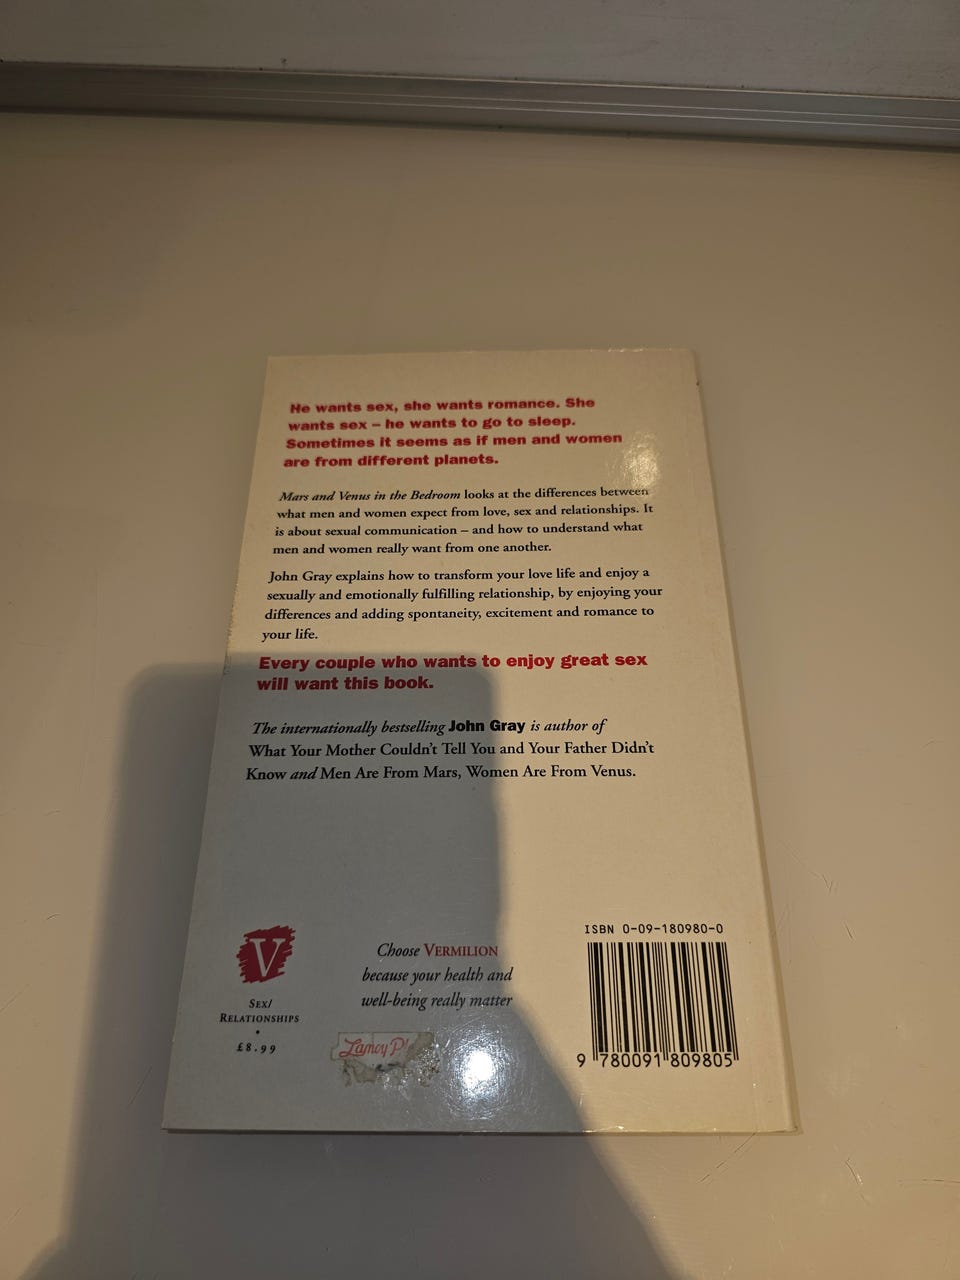 He wants sex, she wants romance. She
wants sex – he wants to go to sleep.
Sometimes it seems as if men and women
are from different planets.
Mars and Venus in the Bedroom looks at the differences between
what men and women expect from love, sex and relationships. It
is about sexual communication – and how to understand what
men and women really want from one another.
John Gray explains how to transform your love life and enjoy a
sexually and emotionally fulfilling relationship, by enjoying your
differences and adding spontaneity, excitement and romance to
your life.
Every couple who wants to enjoy great sex
will want this book.
The internationally bestselling John Gray is author of
What Your Mother Couldn't Tell You and Your Father Didn't
Know and Men Are From Mars, Women Are From Venus.
V
SEX/
RELATIONSHIPS
•
£8.99
Choose VERMILION
because your health and
well-being really matter
ISBN 0-09-180980-0
9 780091 809805